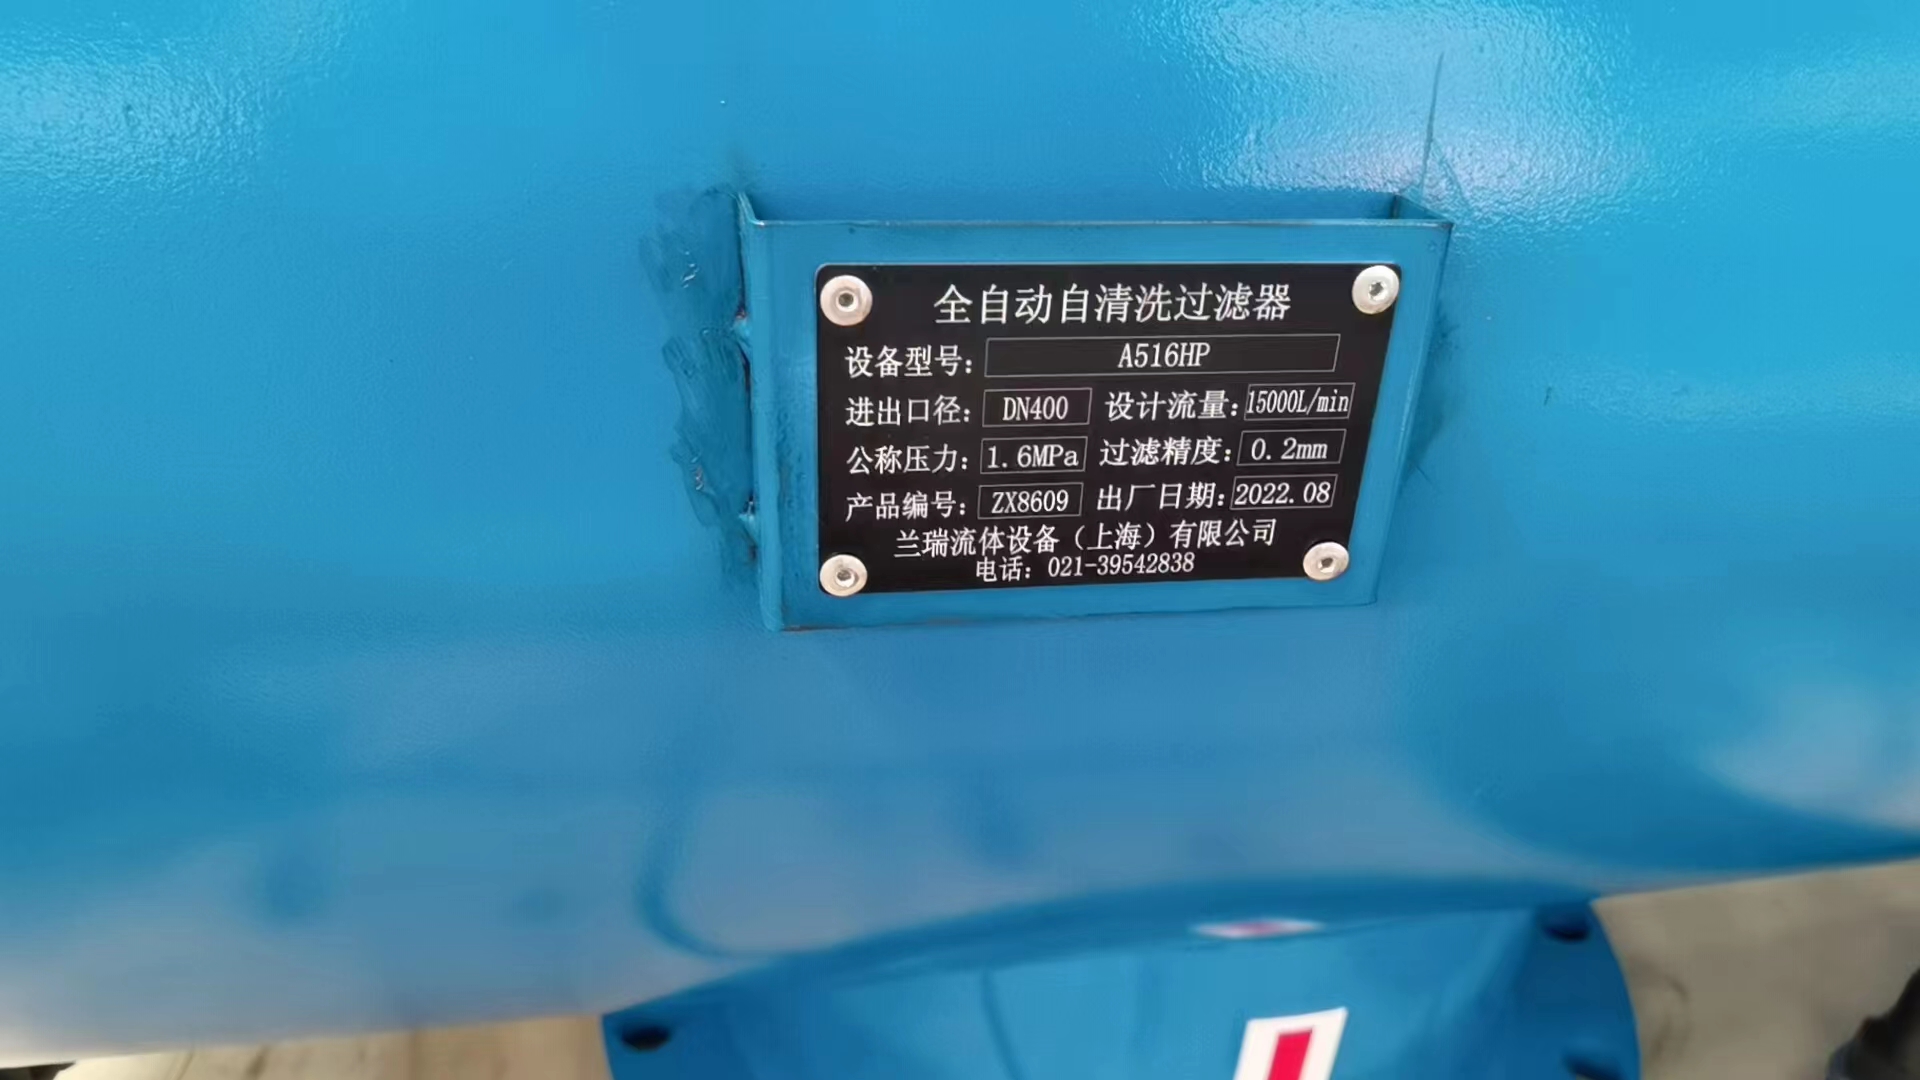 全自动自清洗过滤器
设备型号: A516HP
进出口径: DN400 设计流量: 15000L/min
公称压力: 1.6MPa 过滤精度: 0.2mm
产品编号: ZX8609 出厂日期: 2022.08
兰瑞流体设备（上海）有限公司
电话: 021-39542838